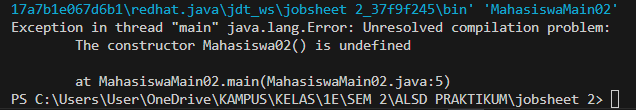 17a7b1e067d6b1\redhat.java\jdt_ws\jobsheet 2_37f9f245\bin' 'MahasiswaMain02'
Exception in thread "main" java.lang.Error: Unresolved compilation problem:
        The constructor Mahasiswa02() is undefined

        at MahasiswaMain02.main(MahasiswaMain02.java:5)
PS C:\Users\User\OneDrive\KAMPUS\KELAS\1E\SEM 2\ALSD PRAKTIKUM\jobsheet 2>